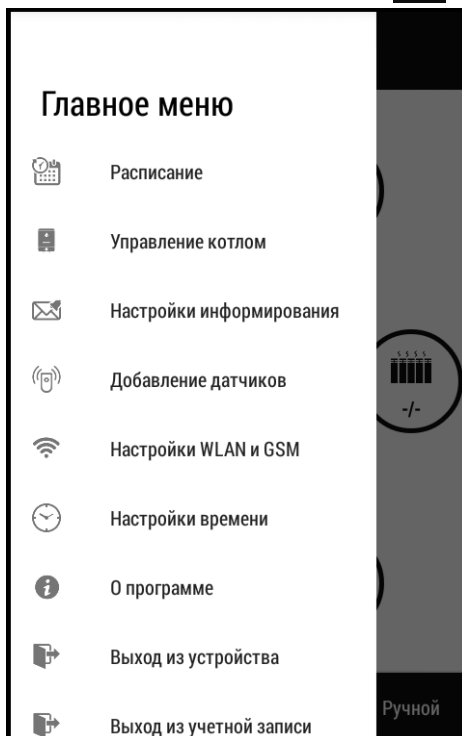 Главное меню
Расписание
Управление котлом
Настройки информирования
Добавление датчиков
-/-
Настройки WLAN и GSM
Настройки времени
О программе
Выход из устройства
Ручной
Выход из учетной записи